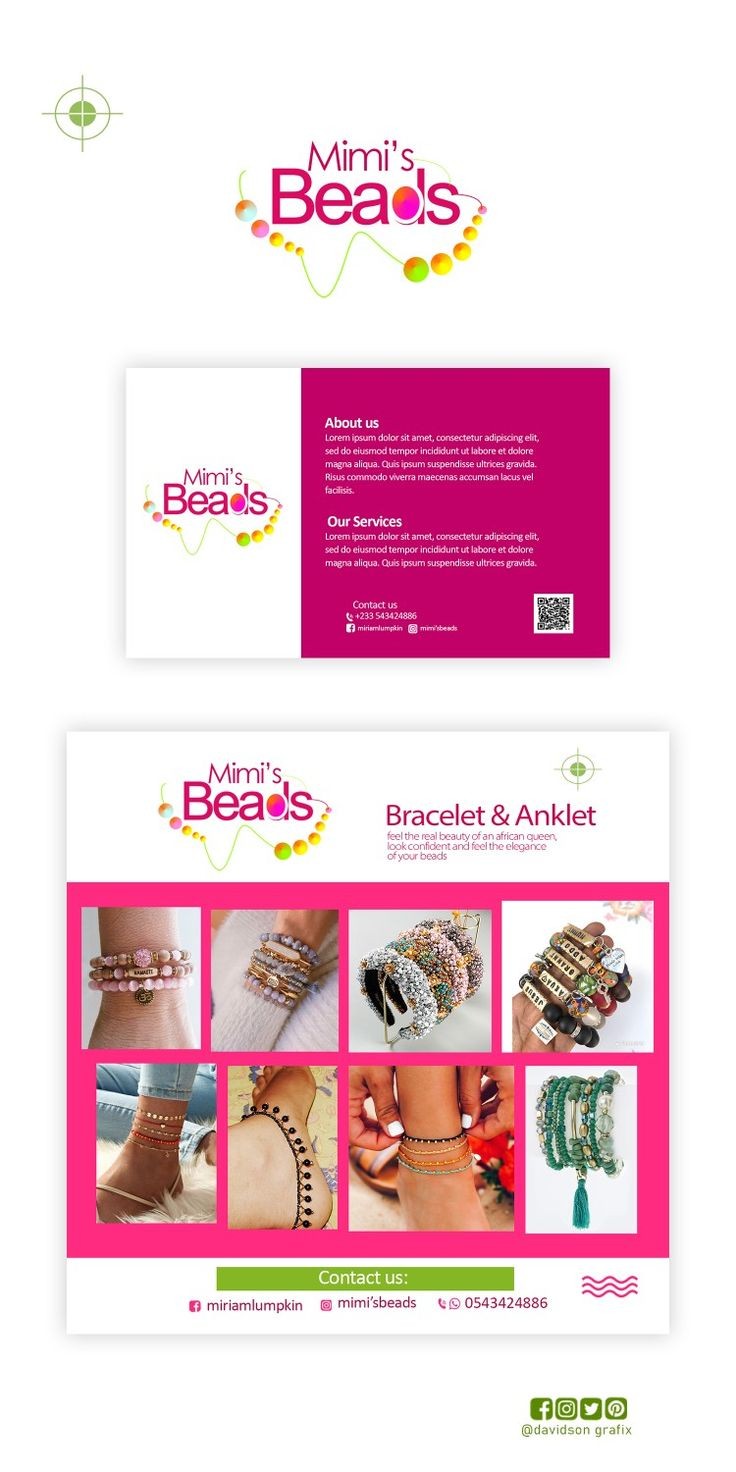 Mimi's
Beads
Mimi's
Beads
About us
Lorem ipsum dolor sit amet, consectetur adipiscing elit,
sed do eiusmod tempor incididunt ut labore et dolore
magna aliqua. Quis ipsum suspendisse ultrices gravida.
Risus commodo viverra maecenas accumsan lacus vel
facilisis.
Our Services
Lorem ipsum dolor sit amet, consectetur adipiscing elit,
sed do eiusmod tempor incididunt ut labore et dolore
magna aliqua. Quis ipsum suspendisse ultrices gravida.
Contact us
+233 543424886
miriamlumpkin mimi'sbeads
Mimi's
Beads
Bracelet & Anklet
feel the real beauty of an african queen,
look confident and feel the elegance
of your beads
NAMASTE
JESUS
Contact us:
miriamlumpkin mimi'sbeads 0543424886
@davidson grafix